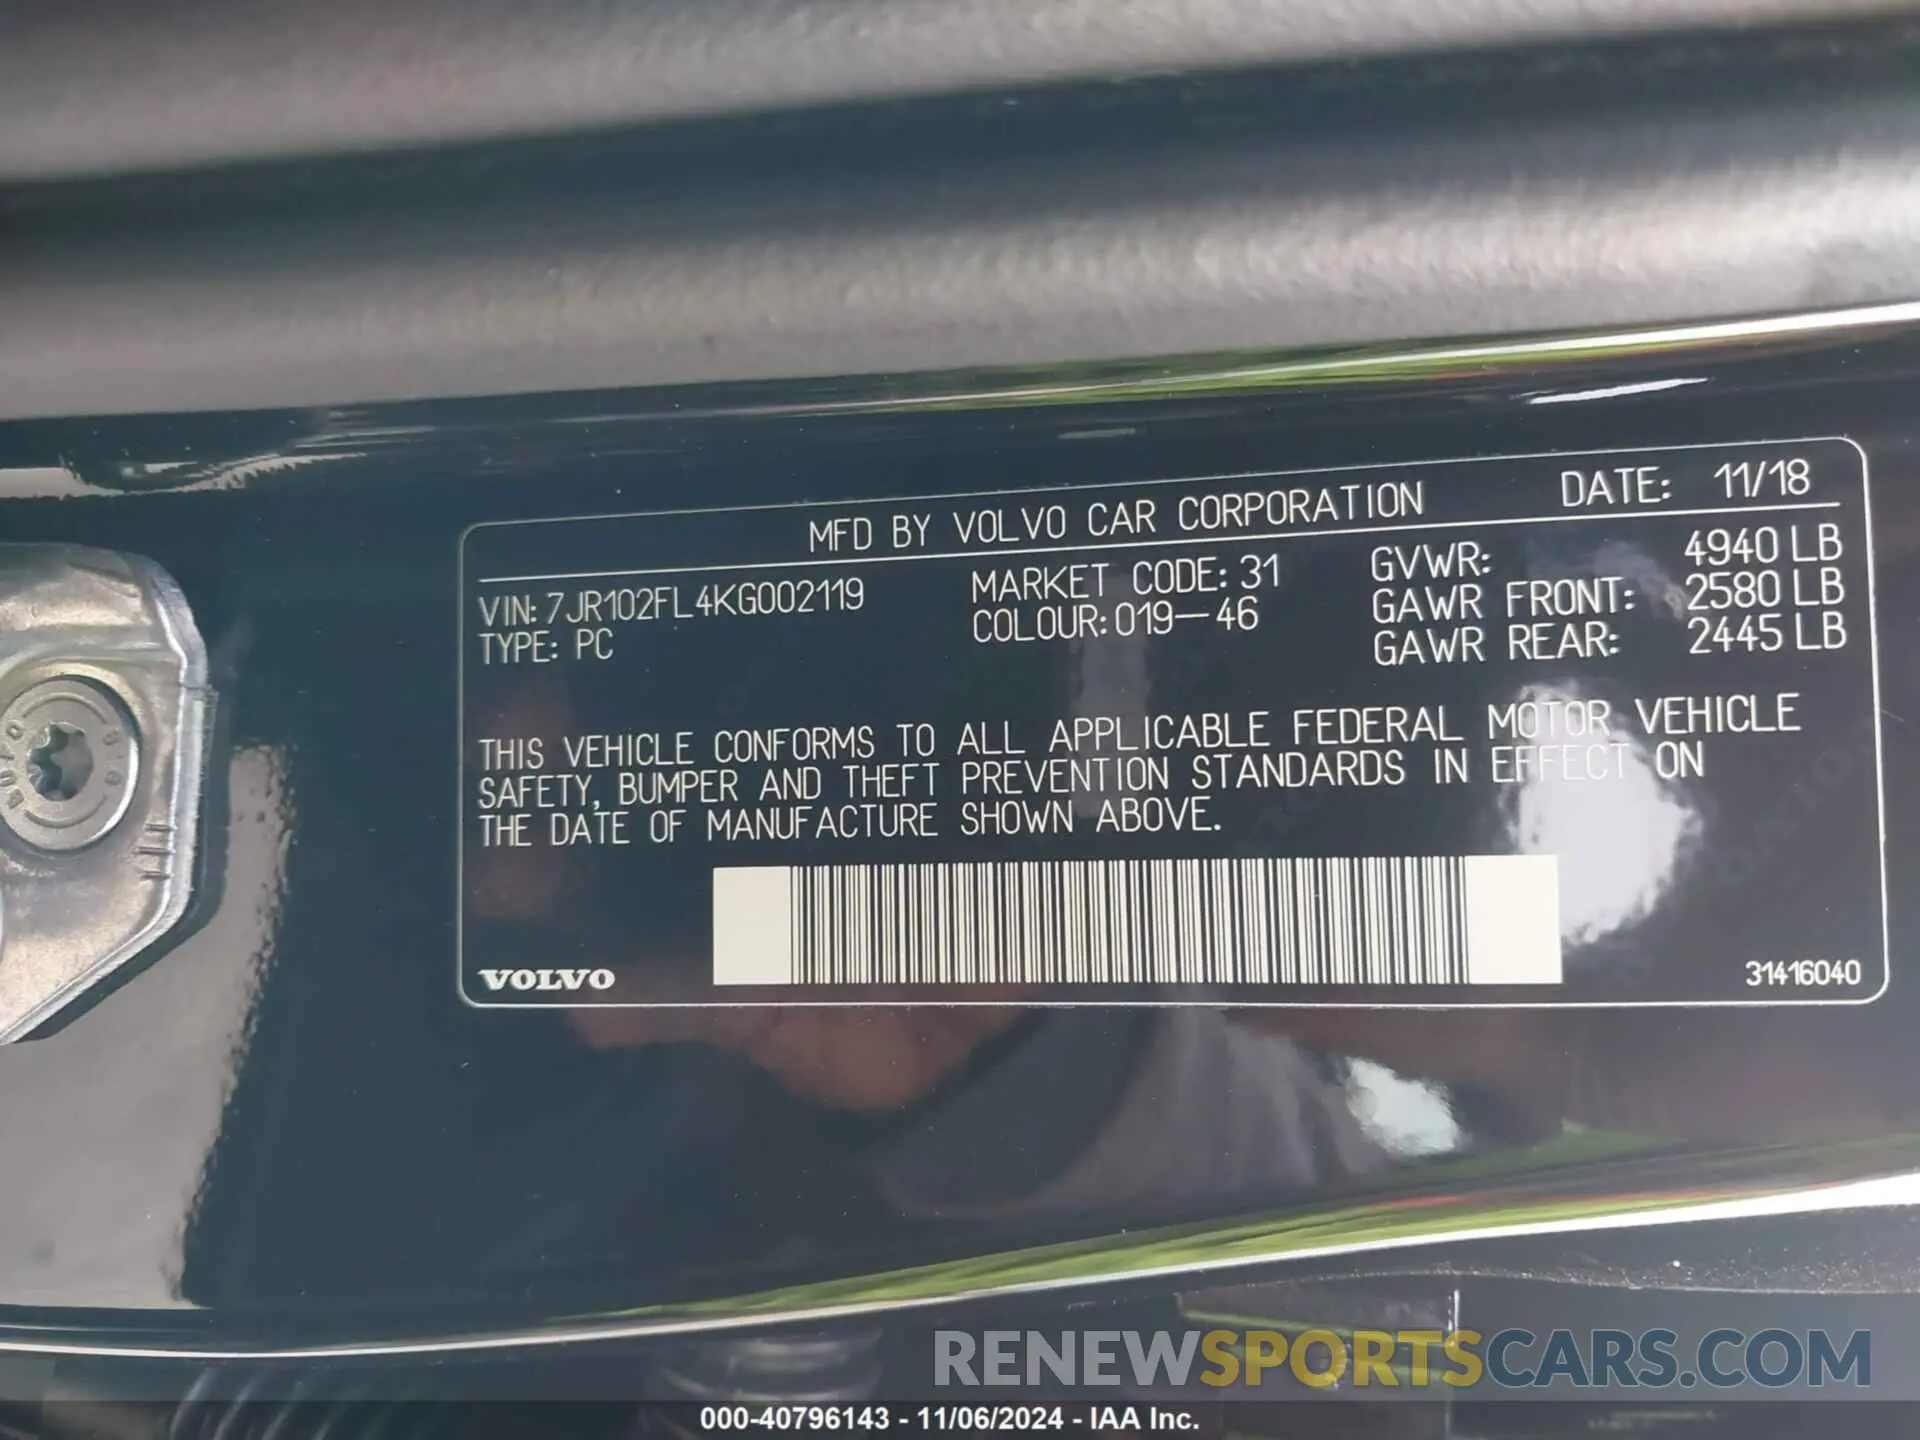 MFD BY VOLVO CAR CORPORATION DATE: 11/18
VIN: 7JR102FL4KG002119 MARKET CODE: 31 GVWR: 4940 LB
TYPE: PC COLOUR: 019-46 GAWR FRONT: 2580 LB
GAWR REAR: 2445 LB
THIS VEHICLE CONFORMS TO ALL APPLICABLE FEDERAL MOTOR VEHICLE
SAFETY, BUMPER AND THEFT PREVENTION STANDARDS IN EFFECT ON
THE DATE OF MANUFACTURE SHOWN ABOVE.
VOLVO 31416040
RENEWSPORTSCARS.COM
000-40796143 - 11/06/2024 - IAA Inc.